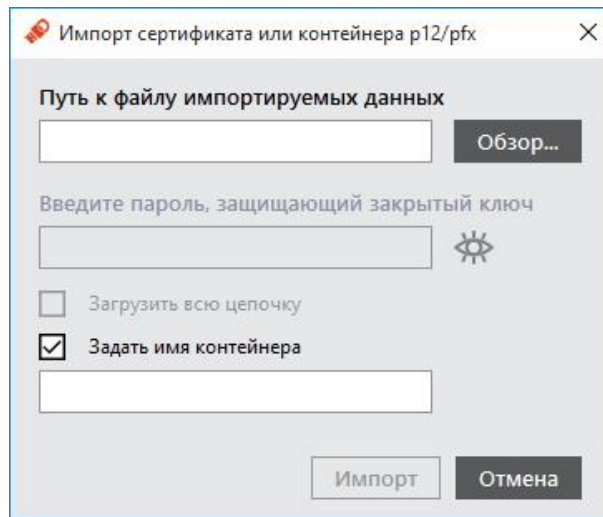 Импорт сертификата или контейнера p12/pfx
Путь к файлу импортируемых данных
Обзор...
Введите пароль, защищающий закрытый ключ
Загрузить всю цепочку
Задать имя контейнера
Импорт Отмена